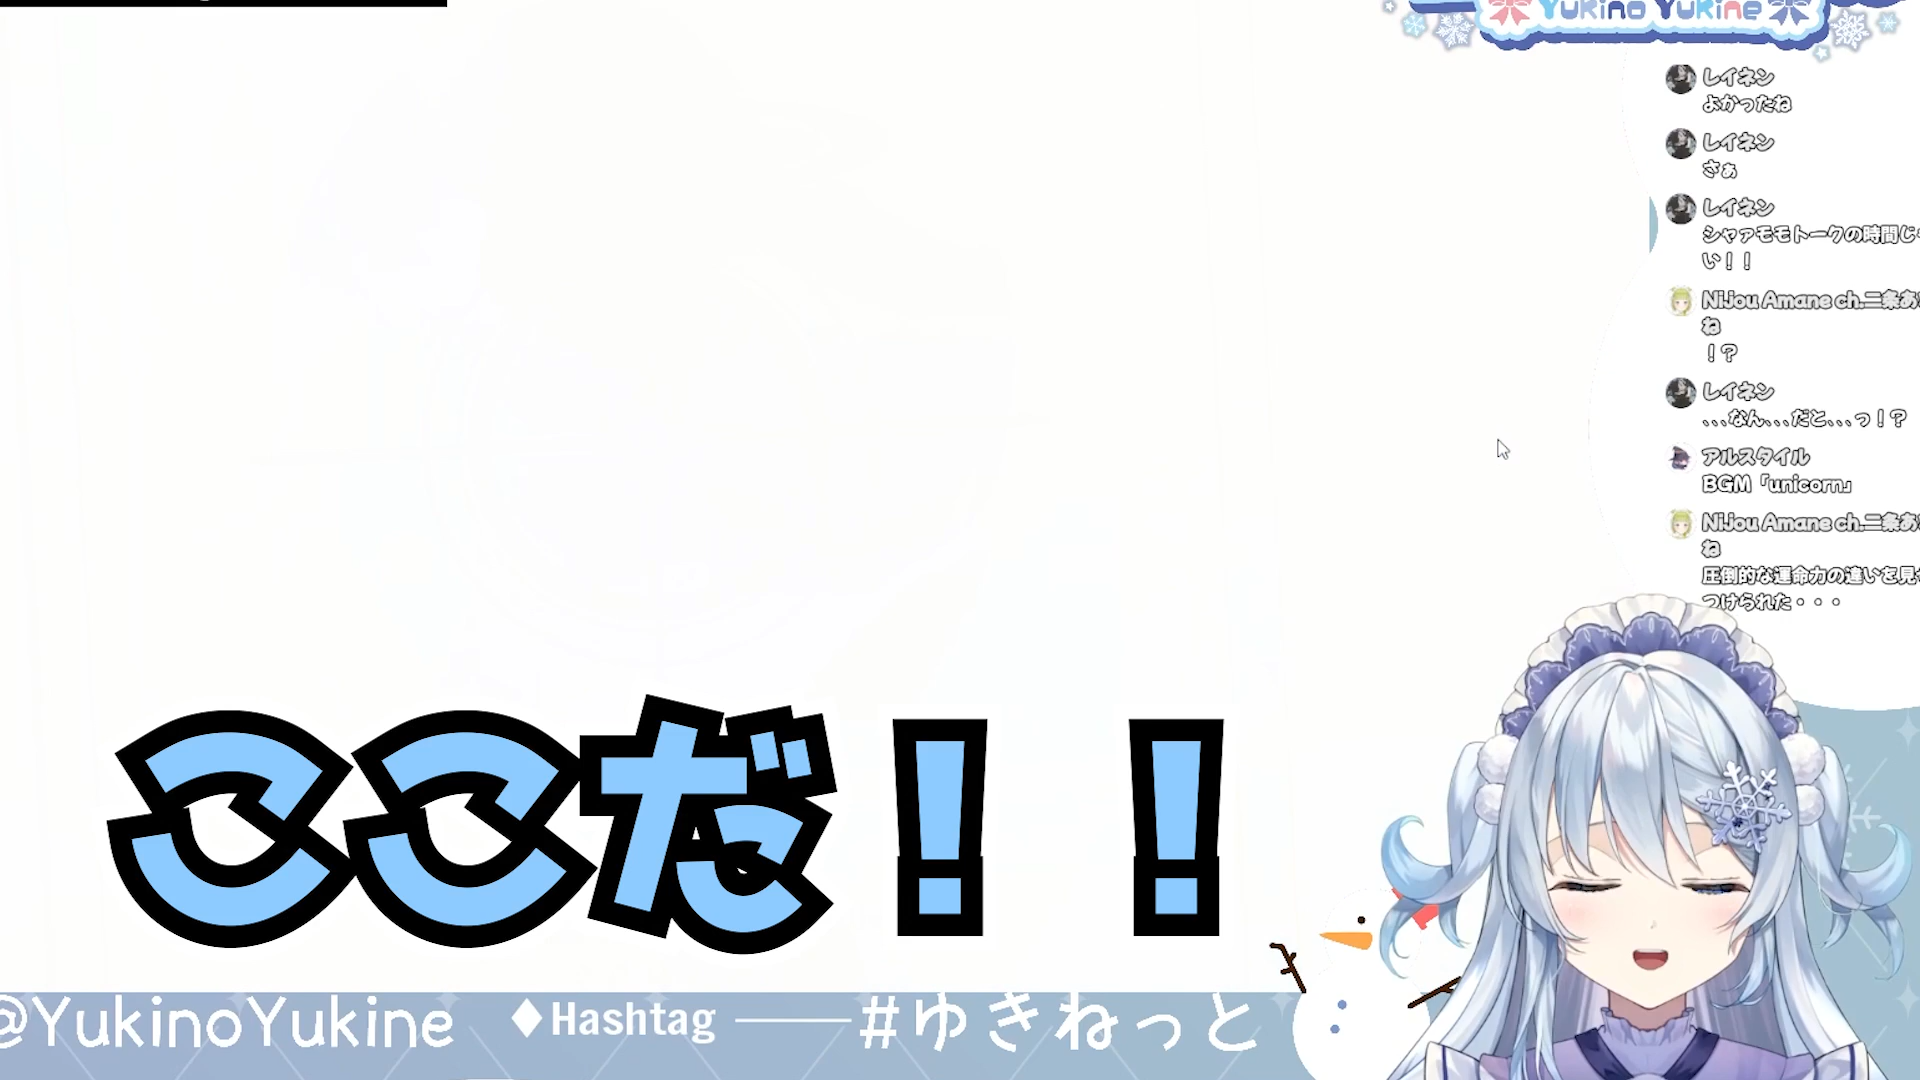 Yukino Yukine
レイネン
よかったね
レイネン
さぁ
レイネン
シャァモモトークの時間じ
い！！
Nijou Amane ch.二条あ
ね
！？
レイネン
､､､なん､､､だと､､､っ！？
アルスタイル
BGM「unicorn」
Nijou Amane ch.二条あ
ね
圧倒的な運命力の違いを見
つけられた・・・
ここだ！！
@YukinoYukine
◆Hashtag
#ゆきねっと